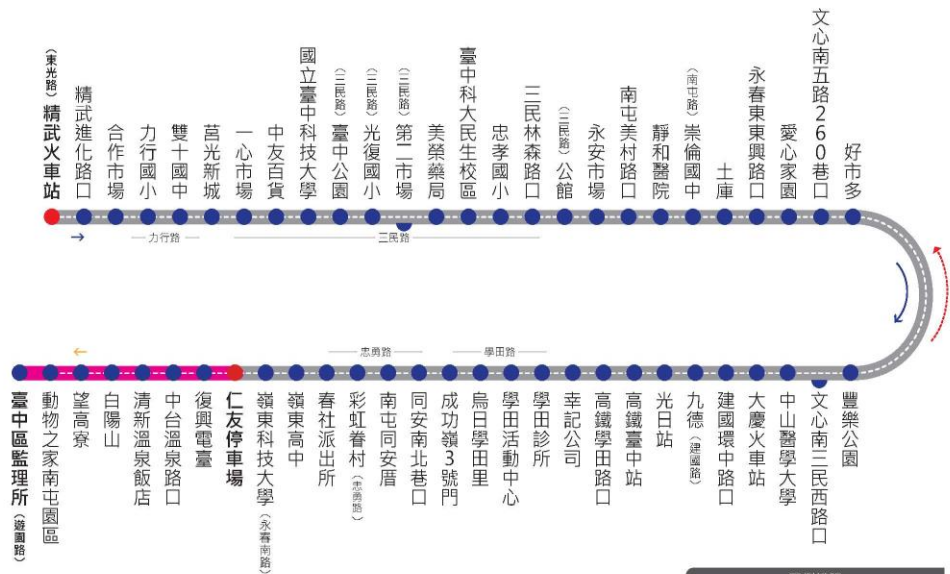 精武火車站（東光路）
精武進化路口
合作市場
力行國小
雙十國中
莒光新城
一心市場
中友百貨
國立臺中科技大學
臺中公園（三民路）
光復國小（三民路）
第二市場（三民路）
美榮藥局
臺中科大民生校區
忠孝國小
三民林森路口
公館（三民路）
永安市場
南屯美村路口
靜和醫院
崇倫國中（南屯路）
土庫
永春東東興路口
愛心家園
文心南五路260巷口
好市多
力行路
三民路
忠勇路
學田路
臺中區監理所（遊園路）
動物之家南屯園區
望高寮
白陽山
清新溫泉飯店
中台溫泉路口
復興電臺
仁友停車場
嶺東科技大學（永春南路）
嶺東高中
春社派出所
彩虹眷村（忠勇路）
南屯同安厝
同安南北巷口
成功嶺3號門
烏日學田里
學田活動中心
學田診所
幸記公司
高鐵學田路口
高鐵臺中站
光日站
九德（建國路）
建國環中路口
大慶火車站
中山醫學大學
文心南三民西路口
豐樂公園